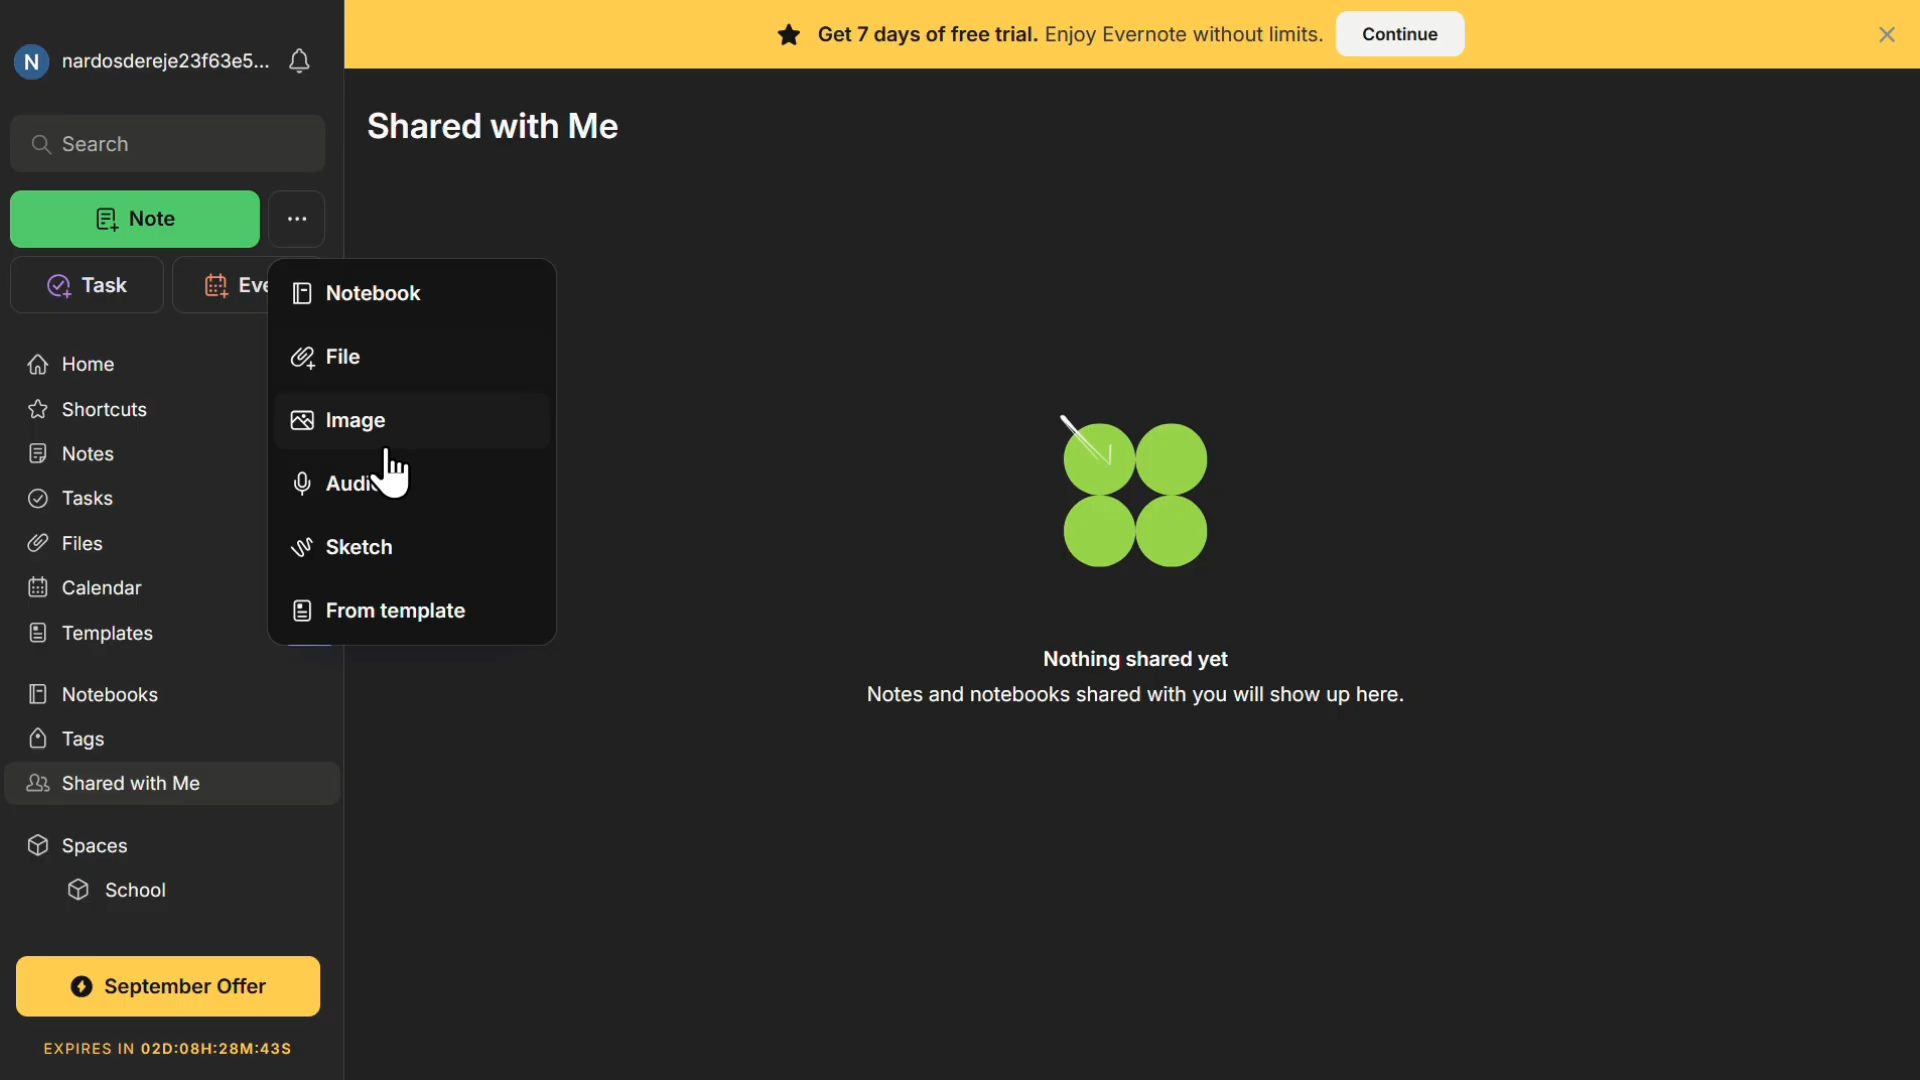 Get 7 days of free trial. Enjoy Evernote without limits. Continue
N nardosdereje23f63e5...
Search
Note
Task
Home
Shortcuts
Notes
Tasks
Files
Calendar
Templates
Notebooks
Tags
Shared with Me
Spaces
School
September Offer
EXPIRES IN 02D:08H:28M:43S
Notebook
File
Image
Sketch
From template
Shared with Me
Nothing shared yet
Notes and notebooks shared with you will show up here.